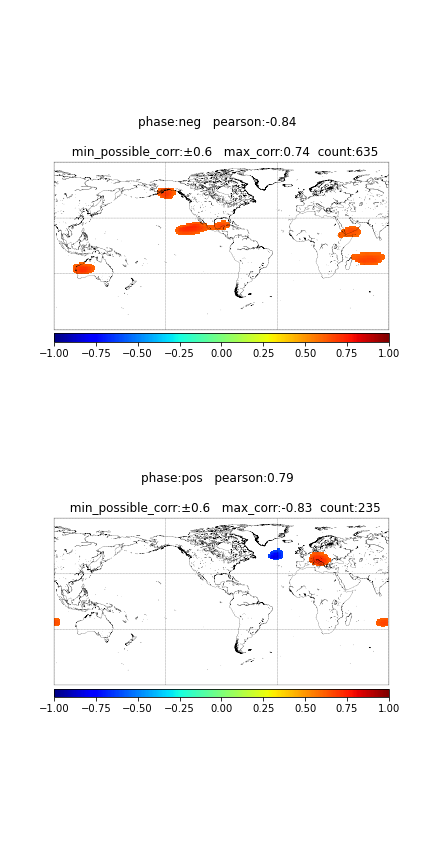 phase:neg   pearson:-0.84
min_possible_corr:±0.6   max_corr:0.74  count:635
−1.00 −0.75 −0.50 −0.25 0.00 0.25 0.50 0.75 1.00
phase:pos   pearson:0.79
min_possible_corr:±0.6   max_corr:-0.83  count:235
−1.00 −0.75 −0.50 −0.25 0.00 0.25 0.50 0.75 1.00